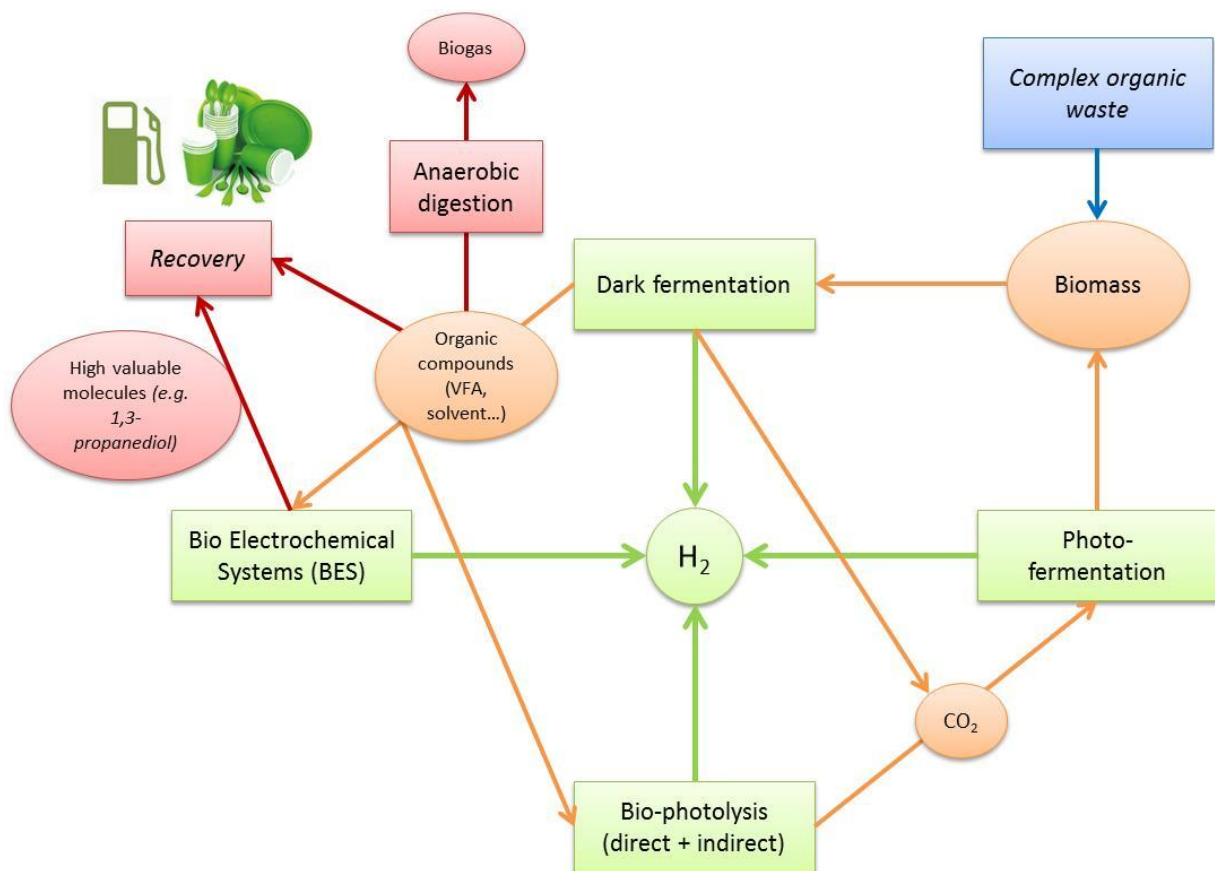 Biogas
Complex organic
waste
Anaerobic
digestion
Recovery
Dark fermentation
Biomass
Organic
compounds
(VFA,
solvent...)
High valuable
molecules (e.g.
1,3-
propanediol)
Bio Electrochemical
Systems (BES)
H₂
Photo-
fermentation
CO₂
Bio-photolysis
(direct + indirect)